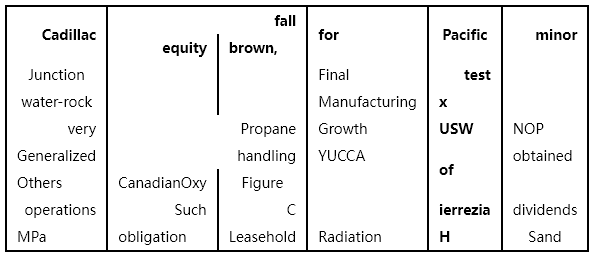 Cadillac fall for Pacific minor
equity brown,
Junction Final test
water-rock Manufacturing x
very Propane Growth USW NOP
Generalized handling YUCCA of obtained
Others CanadianOxy Figure
operations Such C ierrezia dividends
MPa obligation Leasehold Radiation H Sand